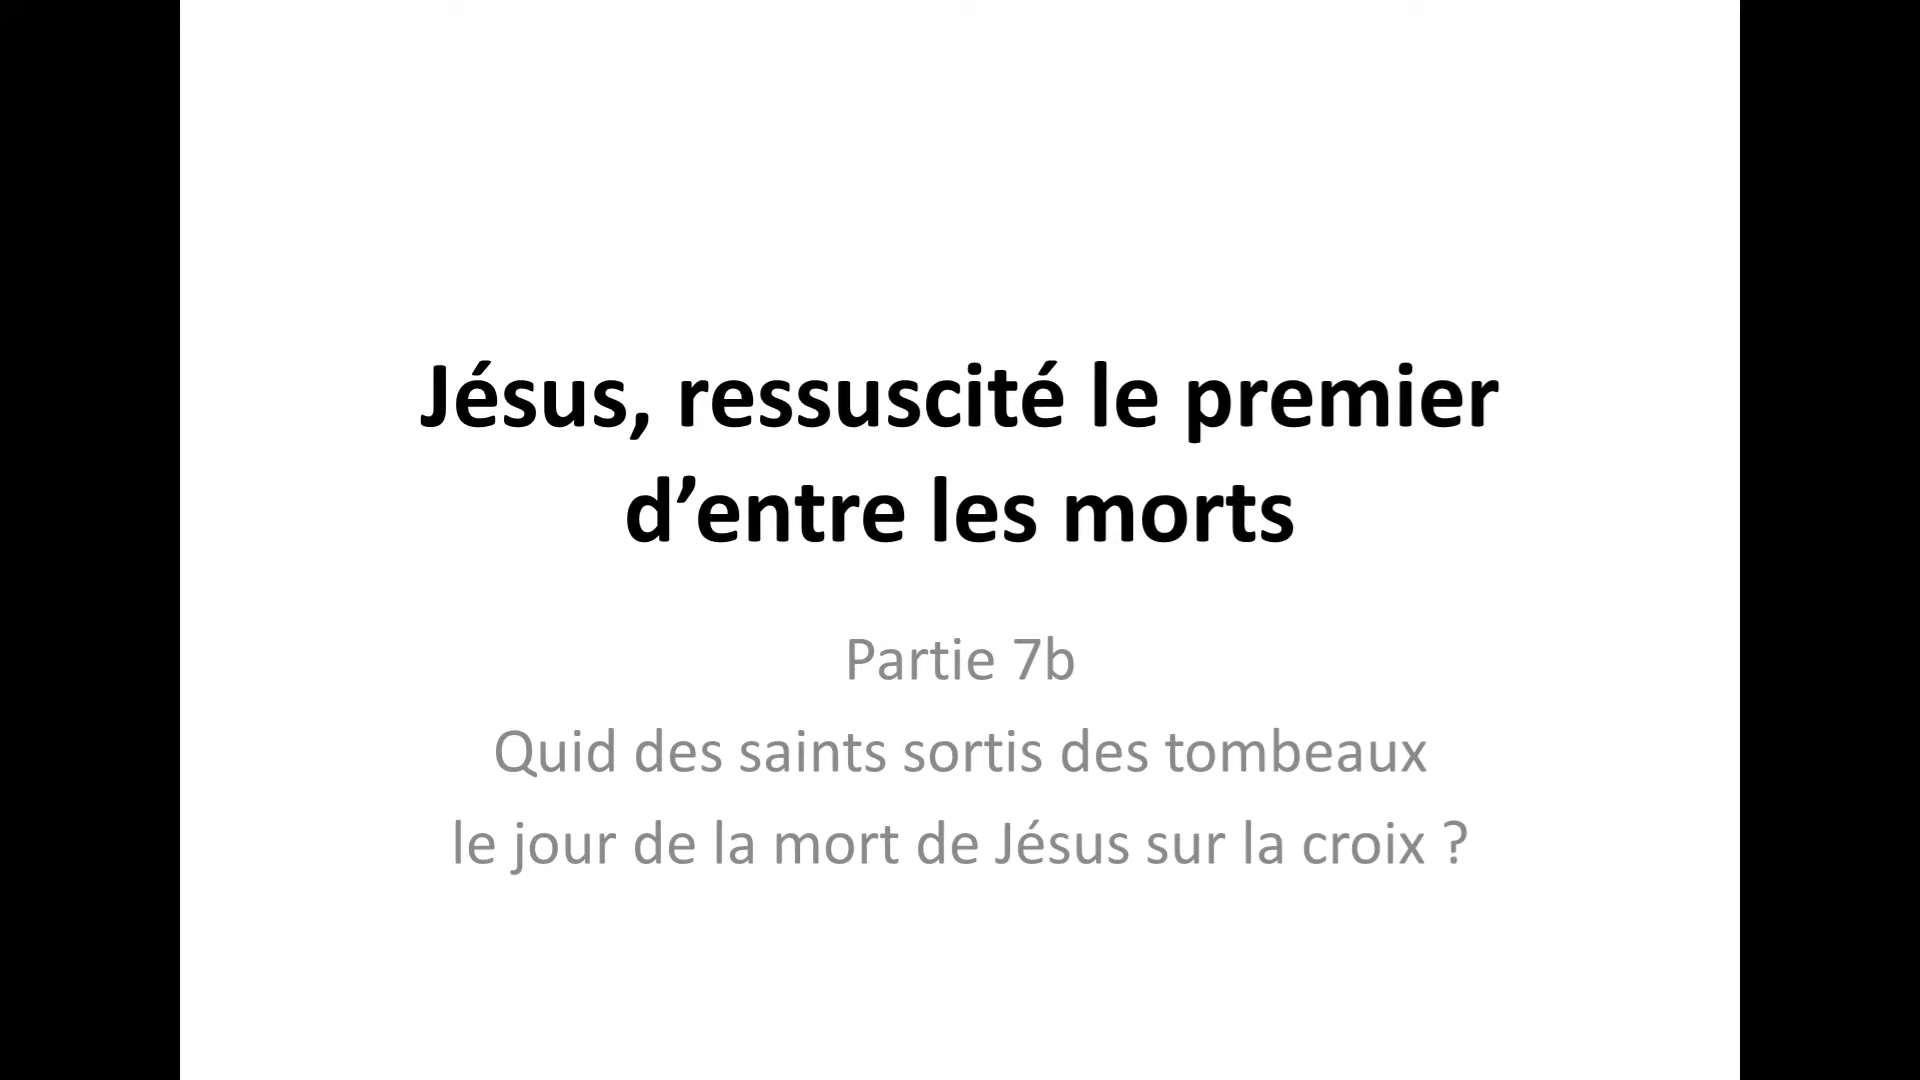 Jésus, ressuscité le premier
d’entre les morts
Partie 7b
Quid des saints sortis des tombeaux
le jour de la mort de Jésus sur la croix ?